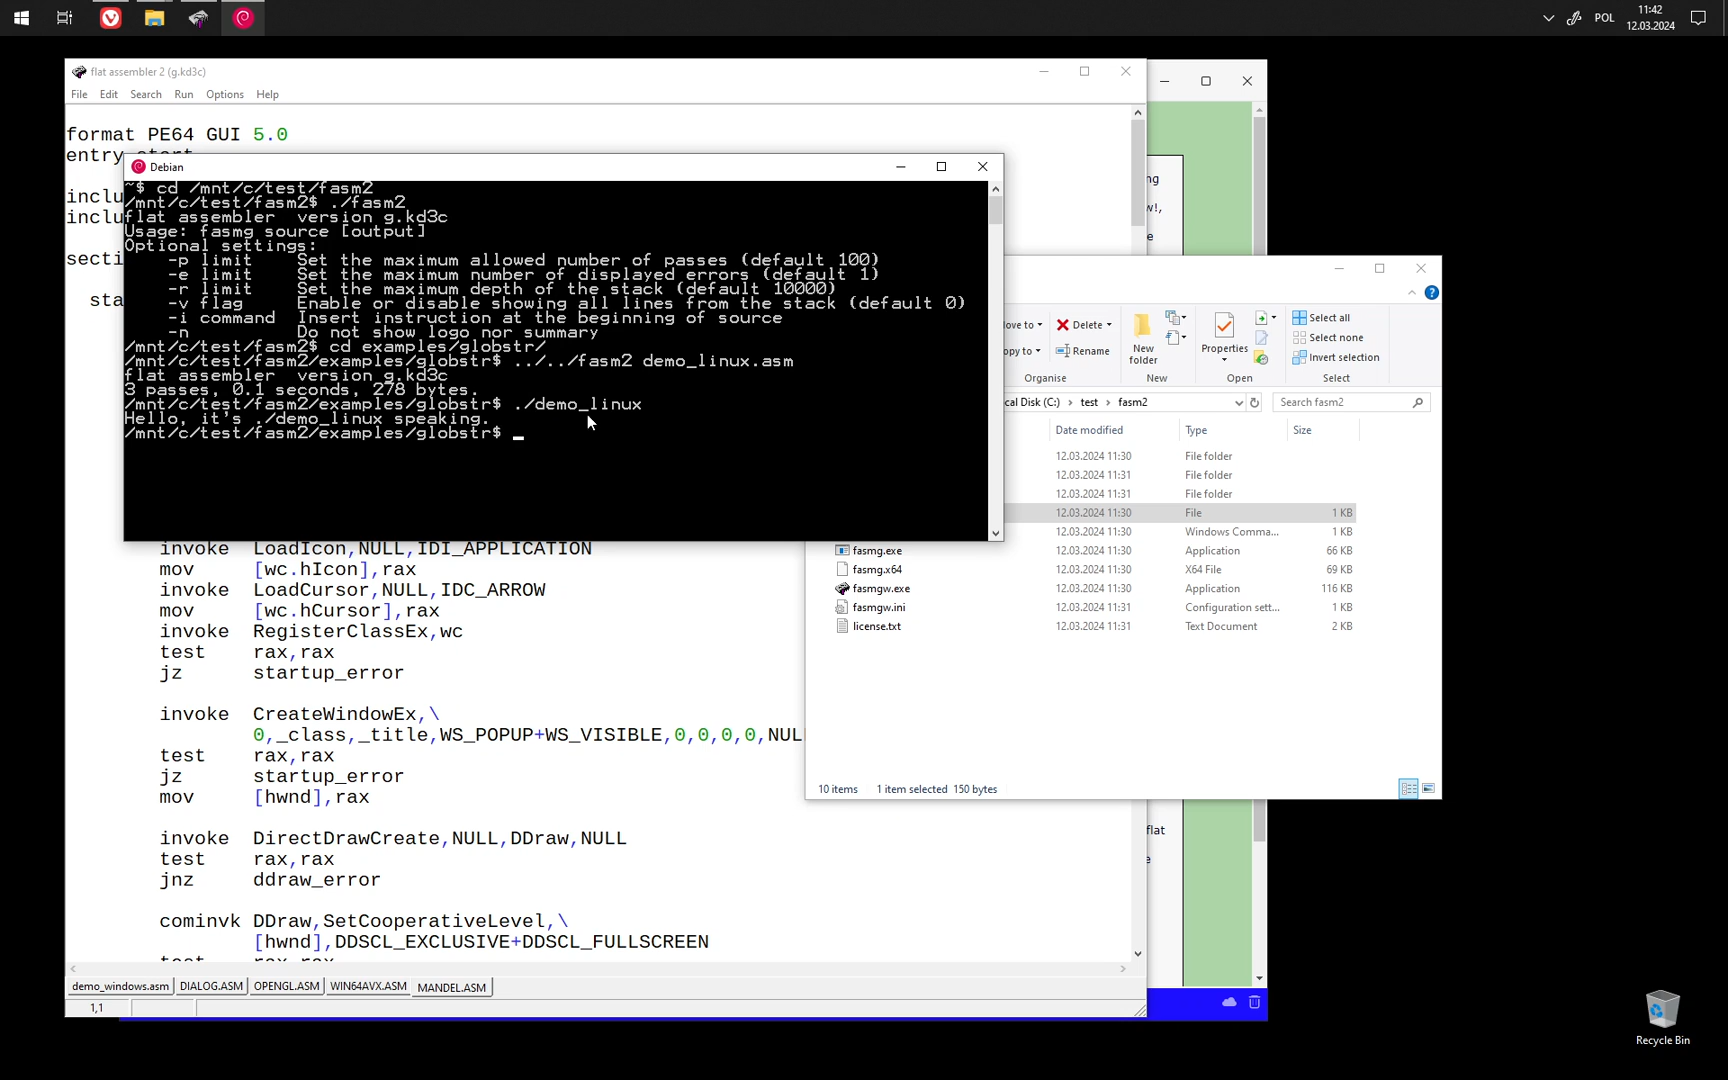 POL
11:42
12.03.2024
flat assembler 2 (g.kd3c)
File Edit Search Run Options Help
format PE64 GUI 5.0
entry start
inclu
inclu
secti
sta
Debian
~$ cd /mnt/c/test/fasm2
/mnt/c/test/fasm2$ ./fasm2
flat assembler  version g.kd3c
Usage: fasmg source [output]
Optional settings:
-p limit    Set the maximum allowed number of passes (default 100)
-e limit    Set the maximum number of displayed errors (default 1)
-r limit    Set the maximum depth of the stack (default 10000)
-v flag     Enable or disable showing all lines from the stack (default 0)
-i command  Insert instruction at the beginning of source
-n          Do not show logo nor summary
/mnt/c/test/fasm2$ cd examples/globstr/
/mnt/c/test/fasm2/examples/globstr$ ../../fasm2 demo_linux.asm
flat assembler  version g.kd3c
3 passes, 0.1 seconds, 278 bytes.
/mnt/c/test/fasm2/examples/globstr$ ./demo_linux
Hello, it's ./demo_linux speaking.
/mnt/c/test/fasm2/examples/globstr$ _
invoke LoadIcon,NULL,IDI_APPLICATION
mov [wc.hIcon],rax
invoke LoadCursor,NULL,IDC_ARROW
mov [wc.hCursor],rax
invoke RegisterClassEx,wc
test rax,rax
jz startup_error
invoke CreateWindowEx,\
0,_class,_title,WS_POPUP+WS_VISIBLE,0,0,0,0,NUL
test rax,rax
jz startup_error
mov [hwnd],rax
invoke DirectDrawCreate,NULL,DDraw,NULL
test rax,rax
jnz ddraw_error
cominvk DDraw,SetCooperativeLevel,\
[hwnd],DDSCL_EXCLUSIVE+DDSCL_FULLSCREEN
test rax,rax
demo_windows.asm DIALOG.ASM OPENGL.ASM WIN64AVX.ASM MANDEL.ASM
1,1
ng
w!,
e
flat
e
ove to
opy to
Delete
Rename
New folder
Properties
Select all
Select none
Invert selection
Organise New Open Select
cal Disk (C:) › test › fasm2
Search fasm2
Date modified Type Size
12.03.2024 11:30 File folder
12.03.2024 11:31 File folder
12.03.2024 11:31 File folder
12.03.2024 11:30 File 1 KB
12.03.2024 11:30 Windows Comma... 1 KB
fasmg.exe 12.03.2024 11:30 Application 66 KB
fasmg.x64 12.03.2024 11:30 X64 File 69 KB
fasmgw.exe 12.03.2024 11:30 Application 116 KB
fasmgw.ini 12.03.2024 11:31 Configuration sett... 1 KB
license.txt 12.03.2024 11:31 Text Document 2 KB
10 items 1 item selected 150 bytes
Recycle Bin